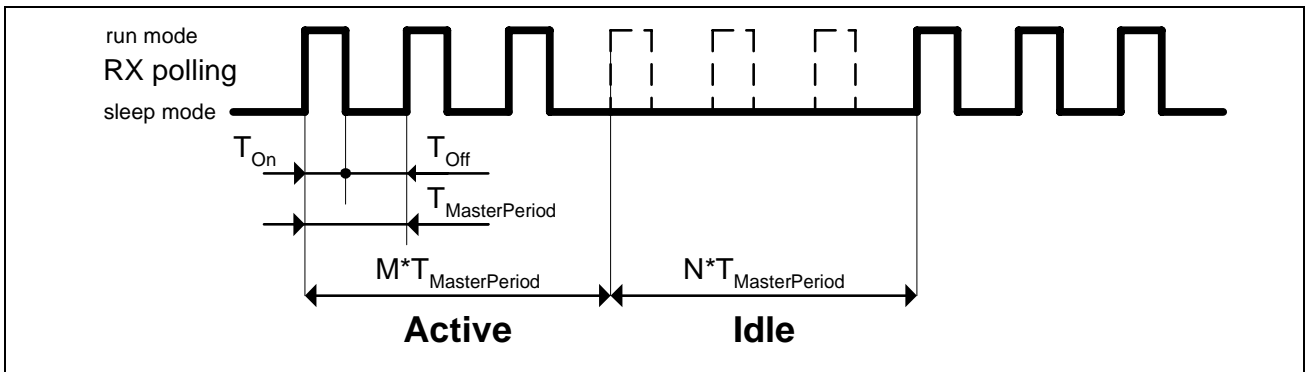 run mode
RX polling
sleep mode
T_On T_Off
T_MasterPeriod
M*T_MasterPeriod N*T_MasterPeriod
Active Idle